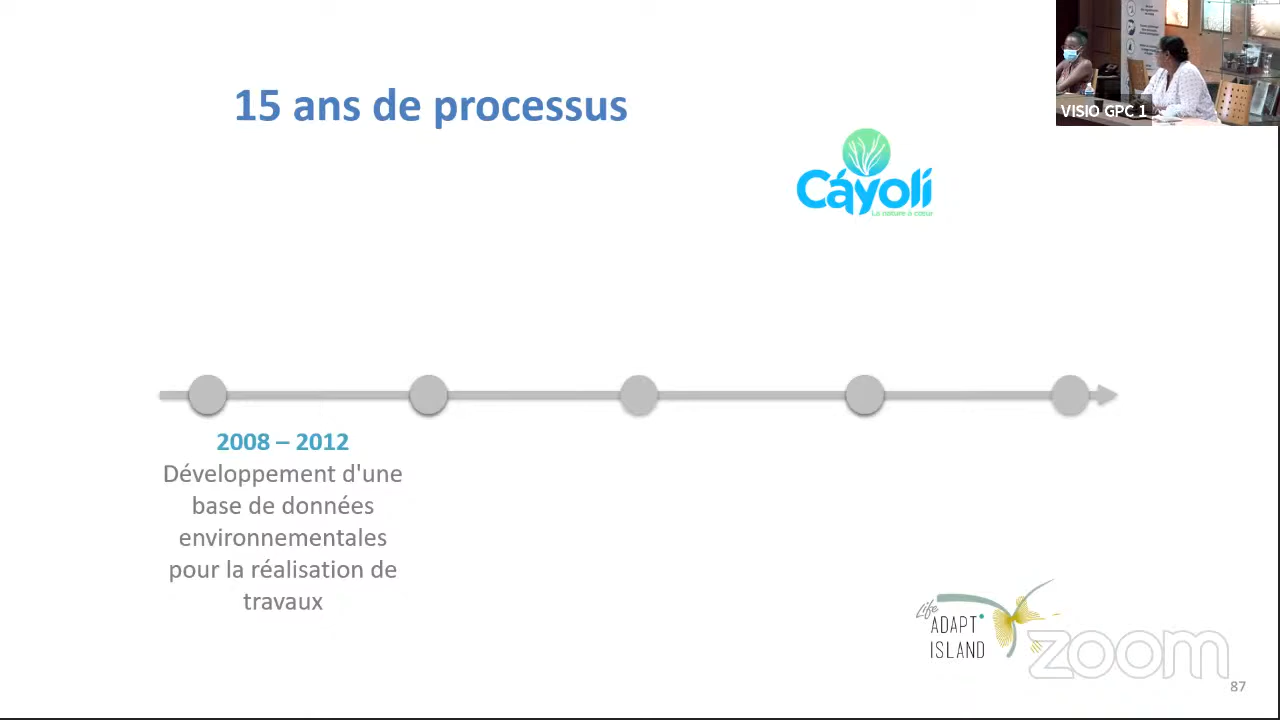 15 ans de processus
VISIO GPC 1
Cáyolí
La nature à cœur
2008 – 2012
Développement d'une
base de données
environnementales
pour la réalisation de
travaux
Life
ADAPT
ISLAND
zoom
87